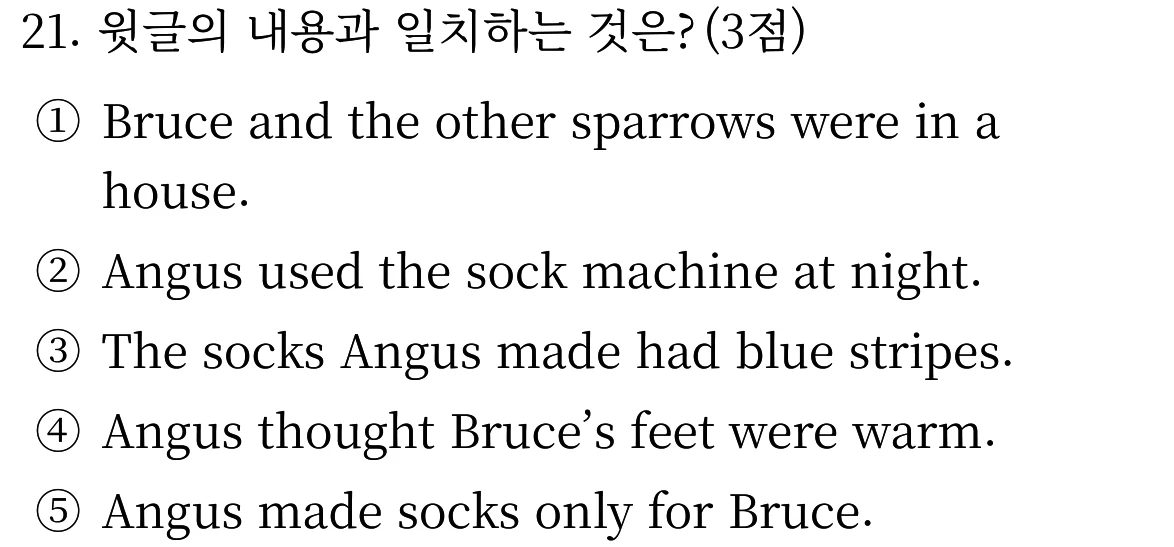 21. 윗글의 내용과 일치하는 것은?(3점)
① Bruce and the other sparrows were in a
house.
② Angus used the sock machine at night.
③ The socks Angus made had blue stripes.
④ Angus thought Bruce’s feet were warm.
⑤ Angus made socks only for Bruce.